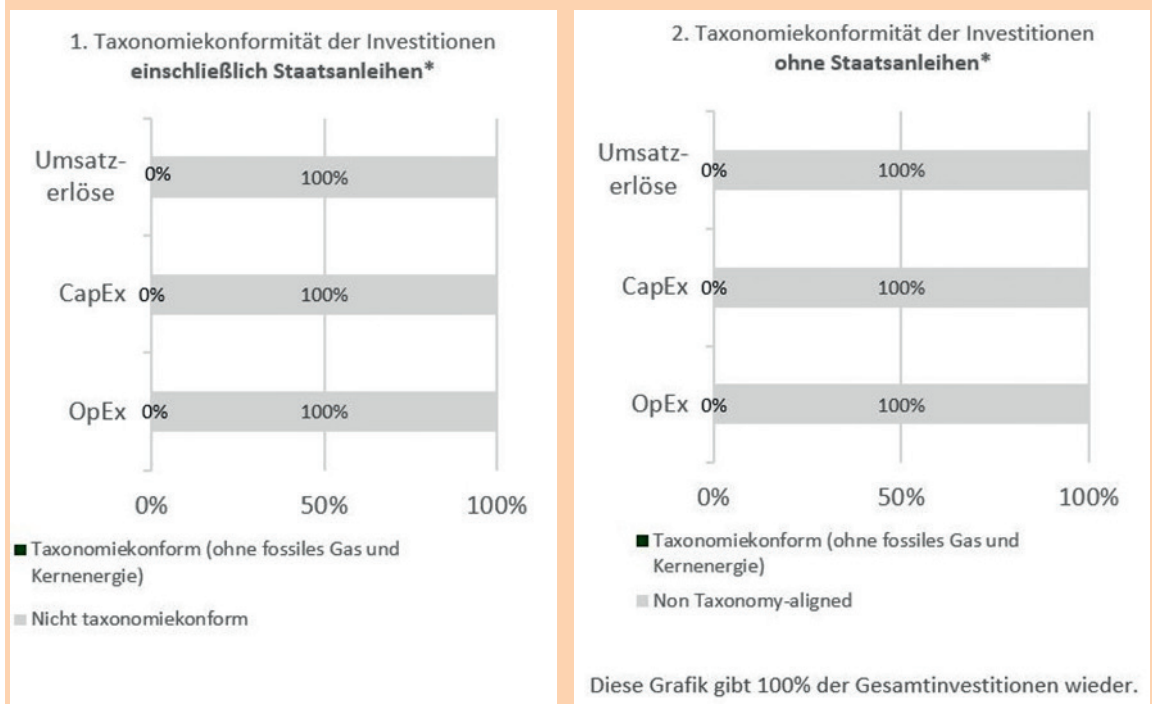 1. Taxonomiekonformität der Investitionen
einschließlich Staatsanleihen*
Umsatz-
erlöse
0%
100%
CapEx
0%
100%
OpEx
0%
100%
0%
50%
100%
Taxonomiekonform (ohne fossiles Gas und
Kernenergie)
Nicht taxonomiekonform
2. Taxonomiekonformität der Investitionen
ohne Staatsanleihen*
Umsatz-
erlöse
0%
100%
CapEx
0%
100%
OpEx
0%
100%
0%
50%
100%
Taxonomiekonform (ohne fossiles Gas und
Kernenergie)
Non Taxonomy-aligned
Diese Grafik gibt 100% der Gesamtinvestitionen wieder.